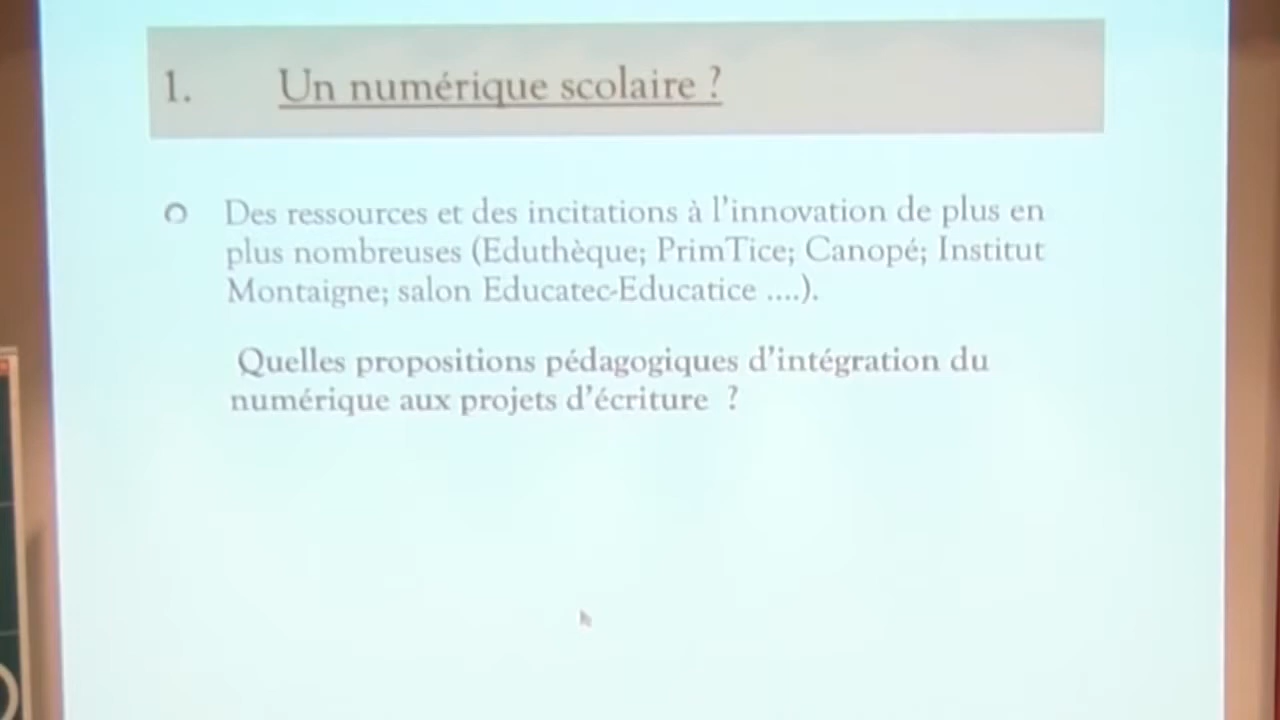 1. Un numérique scolaire ?
Des ressources et des incitations à l'innovation de plus en
plus nombreuses (Eduthèque; PrimTice; Canopé; Institut
Montaigne; salon Educatec-Educatice ....).
Quelles propositions pédagogiques d'intégration du
numérique aux projets d'écriture ?